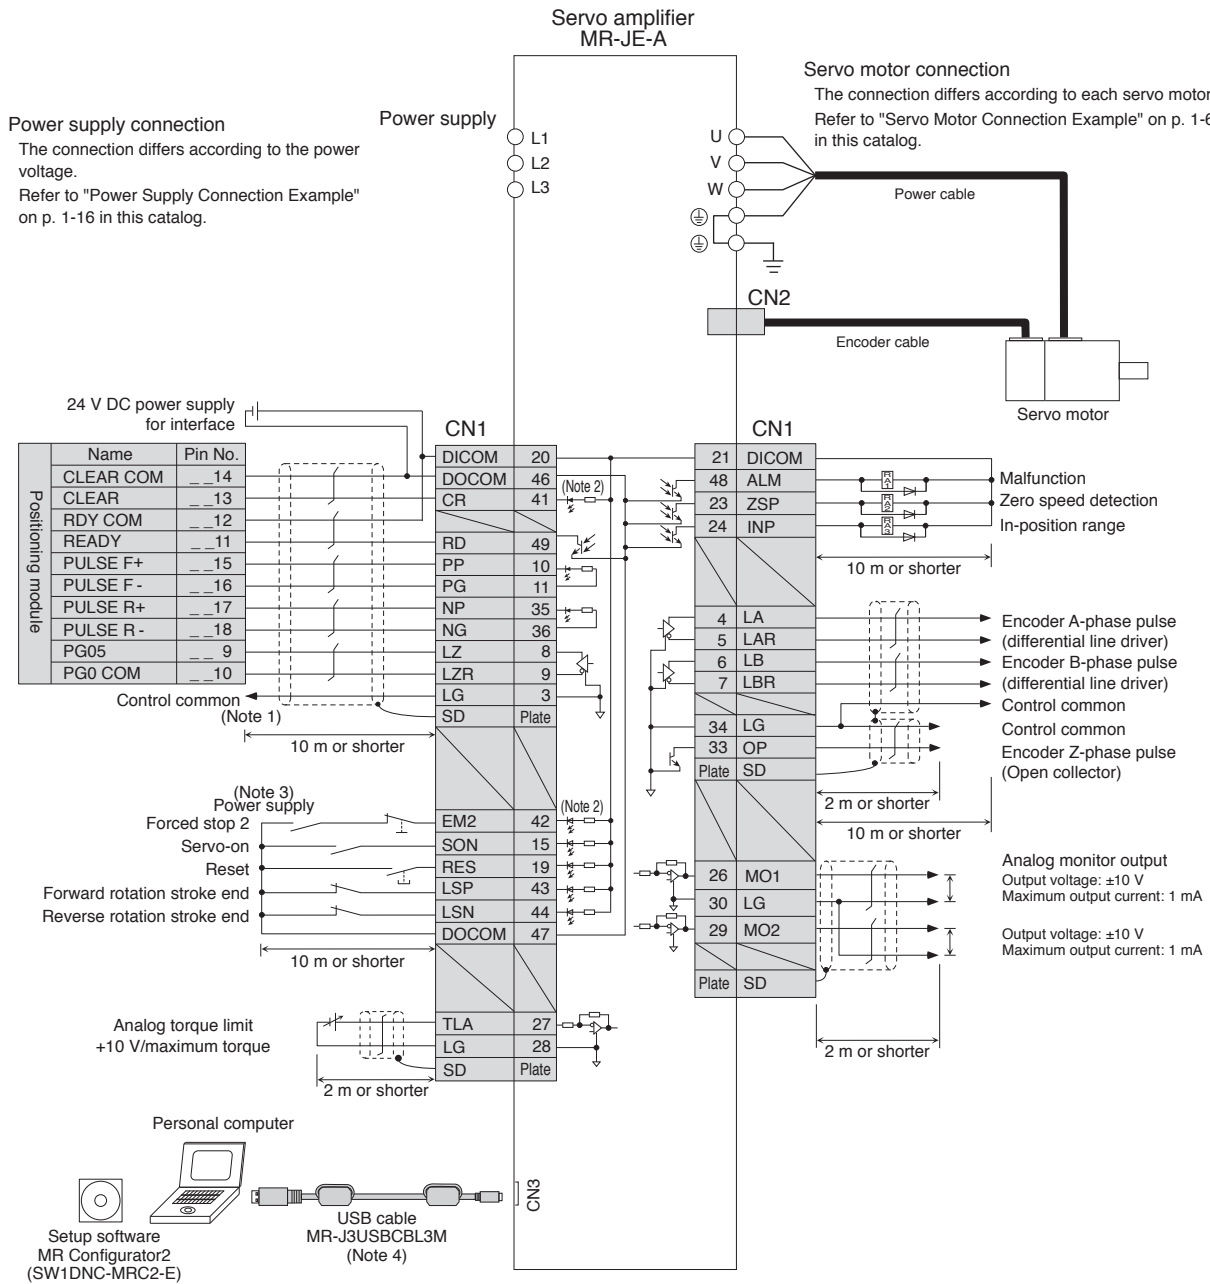 Servo amplifier
MR-JE-A
Power supply connection
The connection differs according to the power
voltage.
Refer to "Power Supply Connection Example"
on p. 1-16 in this catalog.
Power supply
L1
L2
L3
U
V
W
Servo motor connection
The connection differs according to each servo motor
Refer to "Servo Motor Connection Example" on p. 1-6
in this catalog.
Power cable
CN2
Encoder cable
Servo motor
24 V DC power supply
for interface
Positioning module
Name Pin No.
CLEAR COM _ _14
CLEAR _ _13
RDY COM _ _12
READY _ _11
PULSE F+ _ _15
PULSE F - _ _16
PULSE R+ _ _17
PULSE R - _ _18
PG05 _ _ 9
PG0 COM _ _10
Control common
(Note 1)
10 m or shorter
CN1
DICOM 20
DOCOM 46
CR 41
RD 49
PP 10
PG 11
NP 35
NG 36
LZ 8
LZR 9
LG 3
SD Plate
(Note 2)
(Note 3)
Power supply
Forced stop 2
Servo-on
Reset
Forward rotation stroke end
Reverse rotation stroke end
10 m or shorter
EM2 42
SON 15
RES 19
LSP 43
LSN 44
DOCOM 47
(Note 2)
Analog torque limit
+10 V/maximum torque
2 m or shorter
TLA 27
LG 28
SD Plate
CN1
21 DICOM
48 ALM
23 ZSP
24 INP
RA1
RA2
RA3
Malfunction
Zero speed detection
In-position range
10 m or shorter
4 LA
5 LAR
6 LB
7 LBR
34 LG
33 OP
Plate SD
Encoder A-phase pulse
(differential line driver)
Encoder B-phase pulse
(differential line driver)
Control common
Control common
Encoder Z-phase pulse
(Open collector)
2 m or shorter
10 m or shorter
26 MO1
30 LG
29 MO2
Plate SD
Analog monitor output
Output voltage: ±10 V
Maximum output current: 1 mA
Output voltage: ±10 V
Maximum output current: 1 mA
2 m or shorter
Personal computer
Setup software
MR Configurator2
(SW1DNC-MRC2-E)
USB cable
MR-J3USBCBL3M
(Note 4)
CN3